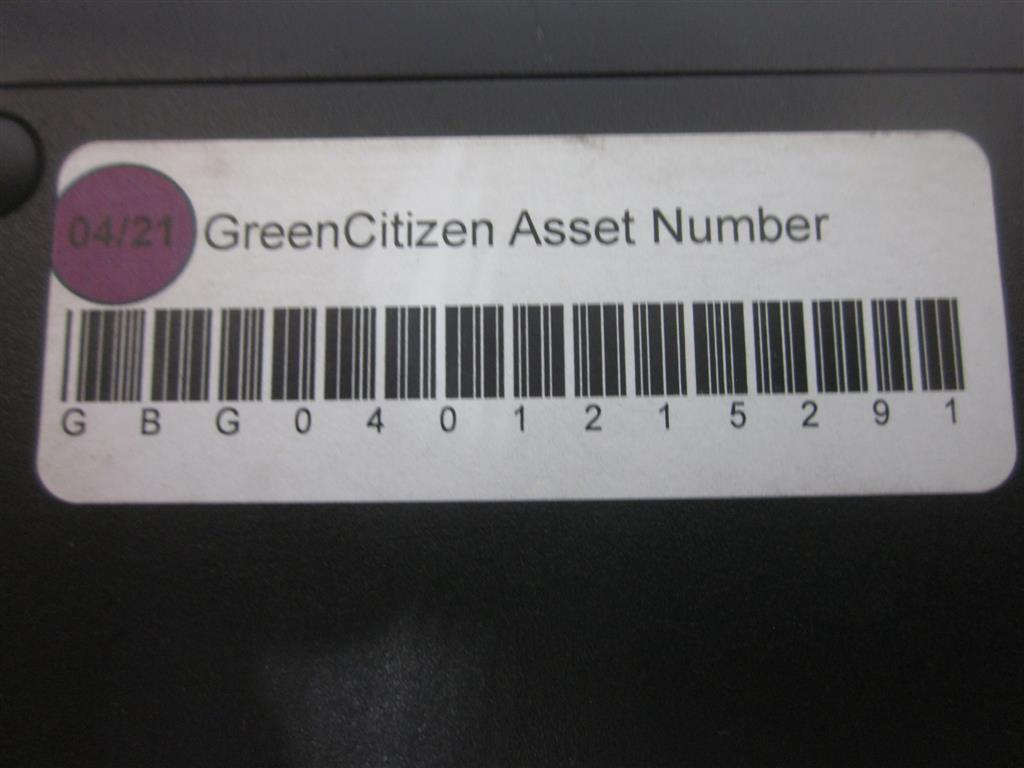 04/21 GreenCitizen Asset Number
G B G 0 4 0 1 2 1 5 2 9 1